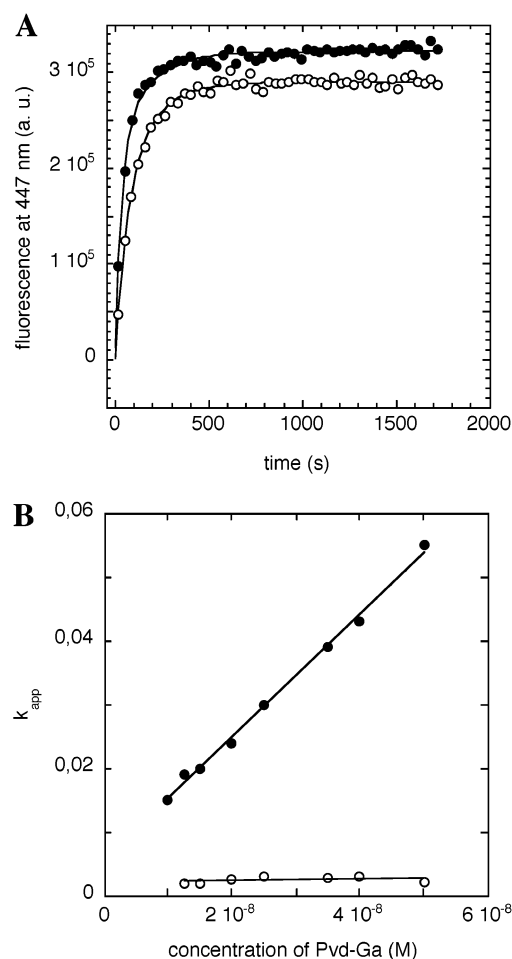 A
fluorescence at 447 nm (a. u.)
3 10⁵
2 10⁵
1 10⁵
0
0 500 1000 1500 2000
time (s)
B
k app
0,06
0,04
0,02
0
0 2 10⁻⁸ 4 10⁻⁸ 6 10⁻⁸
concentration of Pvd-Ga (M)